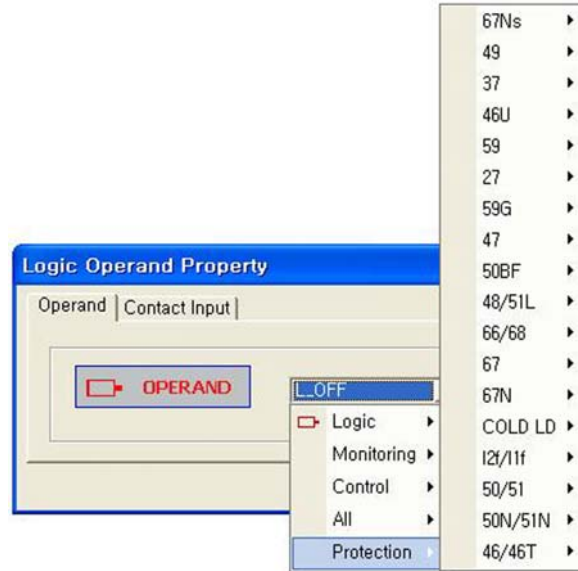 67Ns
49
37
46U
59
27
59G
47
50BF
48/51L
66/68
67
67N
COLD LD
I2f/I1f
50/51
50N/51N
46/46T
Logic Operand Property
Operand
Contact Input
OPERAND
L_OFF
Logic
Monitoring
Control
All
Protection